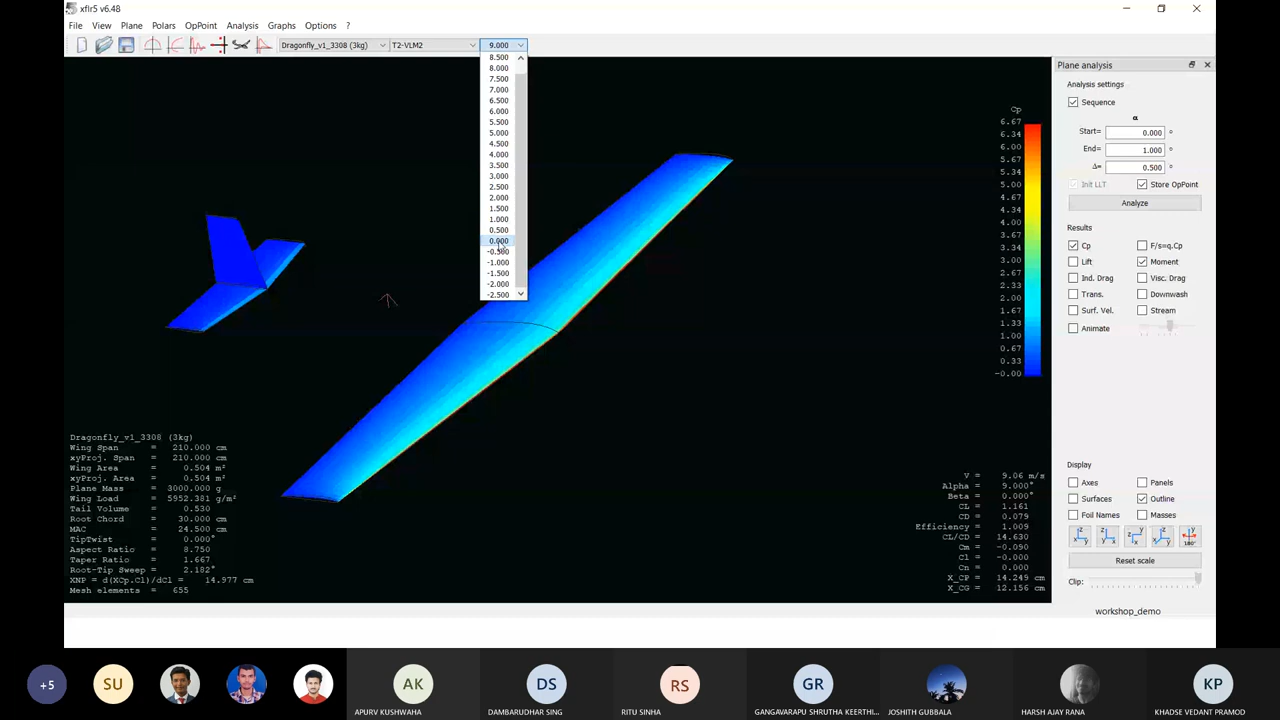 xflr5 v6.48
File View Plane Polars OpPoint Analysis Graphs Options ?
Dragonfly_v1_3308 (3kg) T2-VLM2 9.000
8.500
8.000
7.500
7.000
6.500
6.000
5.500
5.000
4.500
4.000
3.500
3.000
2.500
2.000
1.500
1.000
0.500
0.000
-1.000
-1.500
-2.000
-2.500
Cp
6.67
6.34
6.00
5.67
5.34
5.00
4.67
4.34
4.00
3.67
3.34
3.00
2.67
2.33
2.00
1.67
1.33
1.00
0.67
0.33
-0.00
Dragonfly_v1_3308 (3kg)
Wing Span = 210.000 cm
xyProj. Span = 210.000 cm
Wing Area = 0.504 m²
xyProj. Area = 0.504 m²
Plane Mass = 3000.000 g
Wing Load = 5952.381 g/m²
Tail Volume = 0.530
Root Chord = 30.000 cm
MAC = 24.500 cm
TipTwist = 0.000°
Aspect Ratio = 8.750
Taper Ratio = 1.667
Root-Tip Sweep = 2.182°
XNP = d(XCp.Cl)/dCl = 14.977 cm
Mesh elements = 655
V = 9.06 m/s
Alpha = 9.000°
Beta = 0.000°
CL = 1.161
CD = 0.079
Efficiency = 1.009
CL/CD = 14.630
Cm = -0.090
Cl = -0.000
Cn = 0.000
X_CP = 14.249 cm
X_CG = 12.156 cm
Plane analysis
Analysis settings
Sequence
α
Start= 0.000 °
End= 1.000 °
Δ= 0.500 °
Init LLT Store OpPoint
Analyze
Results
Cp F/s=q.Cp
Lift Moment
Ind. Drag Visc. Drag
Trans. Downwash
Surf. Vel. Stream
Animate
Display
Axes Panels
Surfaces Outline
Foil Names Masses
Reset scale
Clip:
workshop_demo
+5 SU AK DS RS GR KP
APURV KUSHWAHA DAMBARUDHAR SING RITU SINHA GANGAVARAPU SHRUTHA KEERTHI... JOSHITH GUBBALA HARSH AJAY RANA KHADSE VEDANT PRAMOD